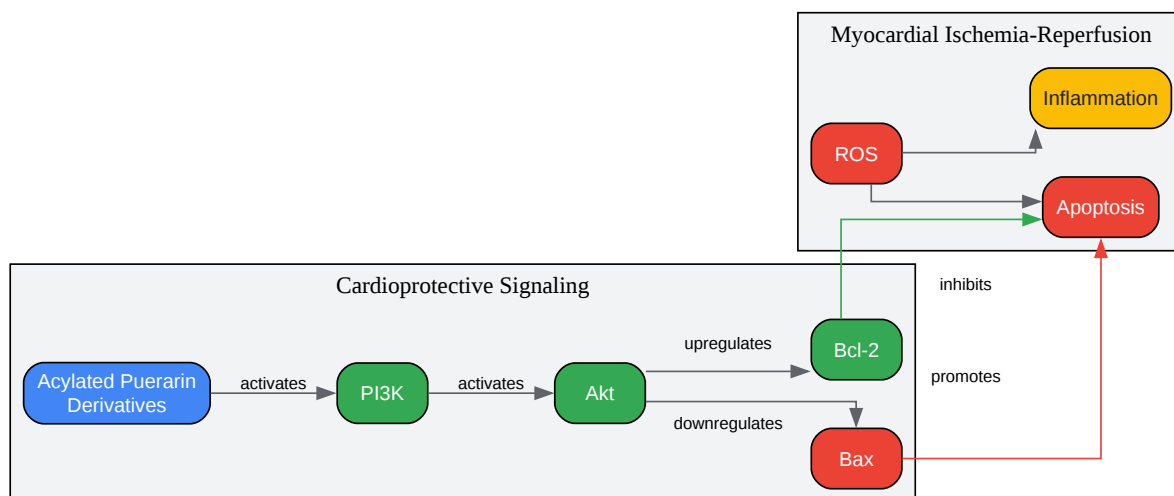 Myocardial Ischemia-Reperfusion
Inflammation
ROS
Apoptosis
Cardioprotective Signaling
inhibits
Acylated Puerarin
Derivatives
activates
PI3K
activates
Akt
upregulates
Bcl-2
promotes
downregulates
Bax